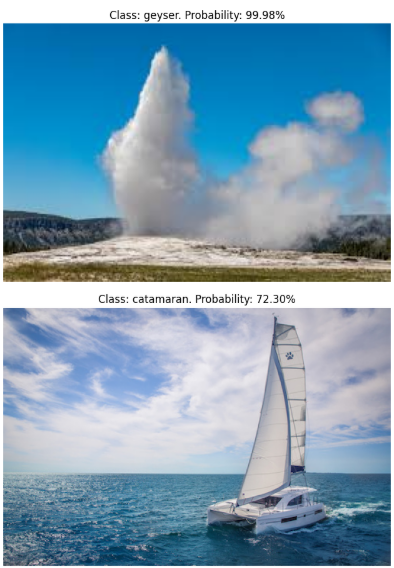 Class: geyser. Probability: 99.98%
Class: catamaran. Probability: 72.30%